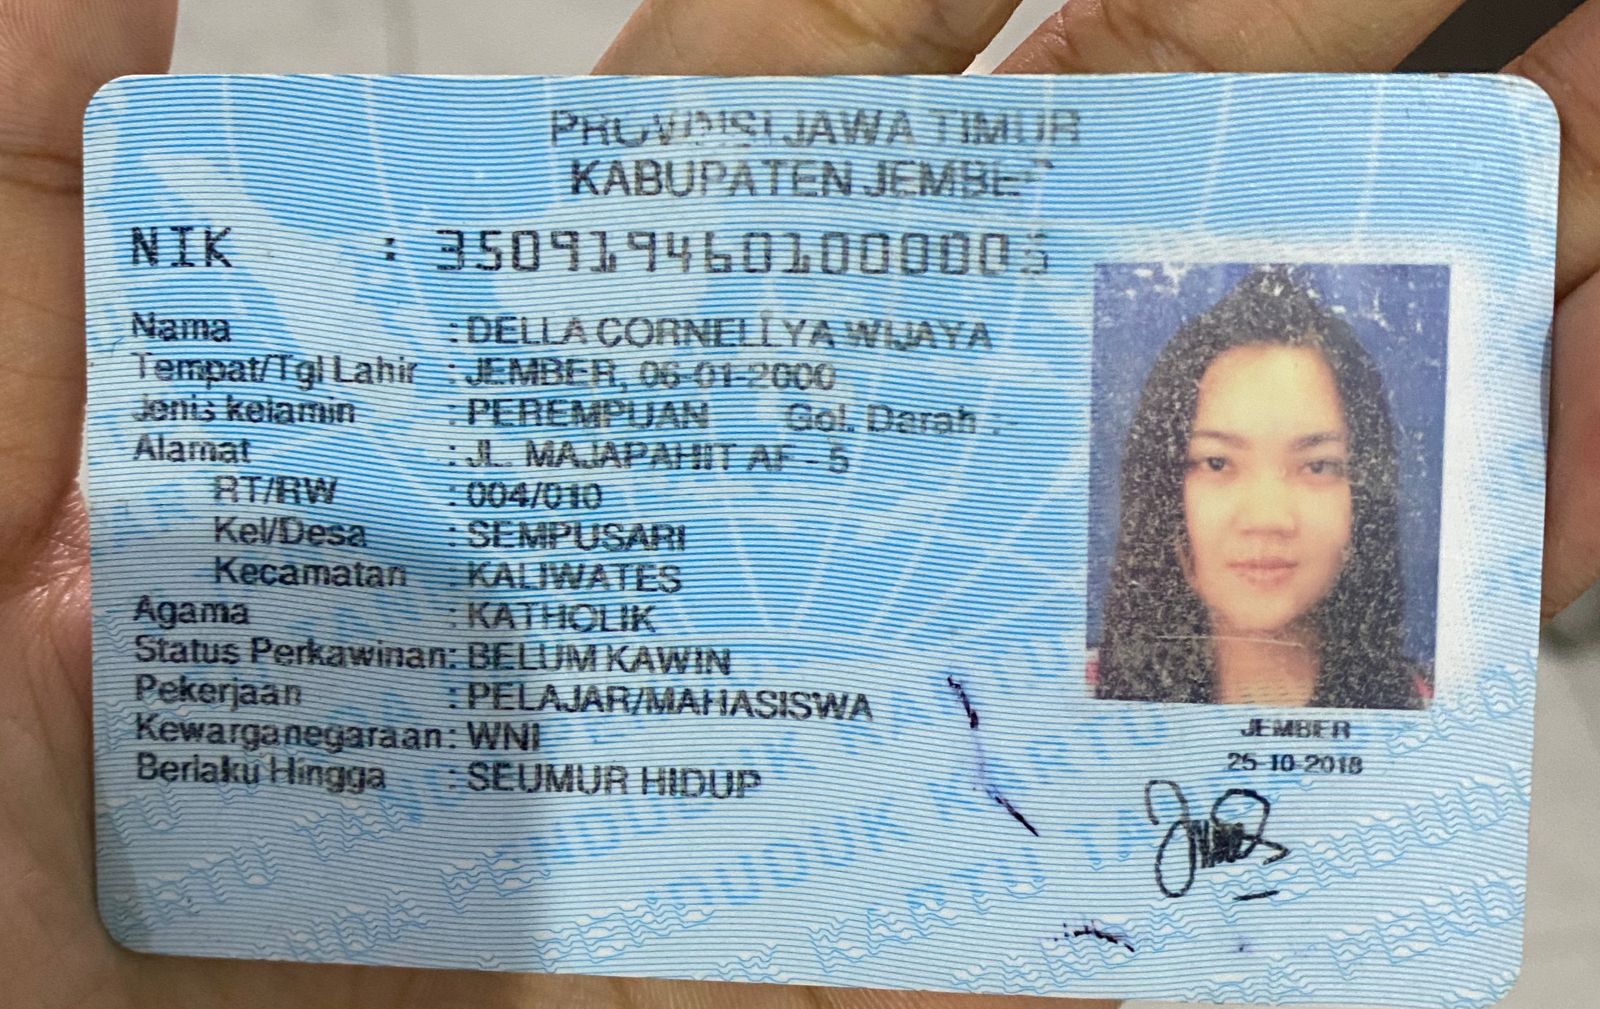 PROVINSI JAWA TIMUR
KABUPATEN JEMBER
NIK : 3509194601000005
Nama : DELLA CORNELLYA WIJAYA
Tempat/Tgl Lahir : JEMBER, 06-01-2000
Jenis kelamin : PEREMPUAN Gol. Darah : -
Alamat : JL. MAJAPAHIT AF - 5
RT/RW : 004/010
Kel/Desa : SEMPUSARI
Kecamatan : KALIWATES
Agama : KATHOLIK
Status Perkawinan: BELUM KAWIN
Pekerjaan : PELAJAR/MAHASISWA
Kewarganegaraan: WNI
Berlaku Hingga : SEUMUR HIDUP
JEMBER
25-10-2018